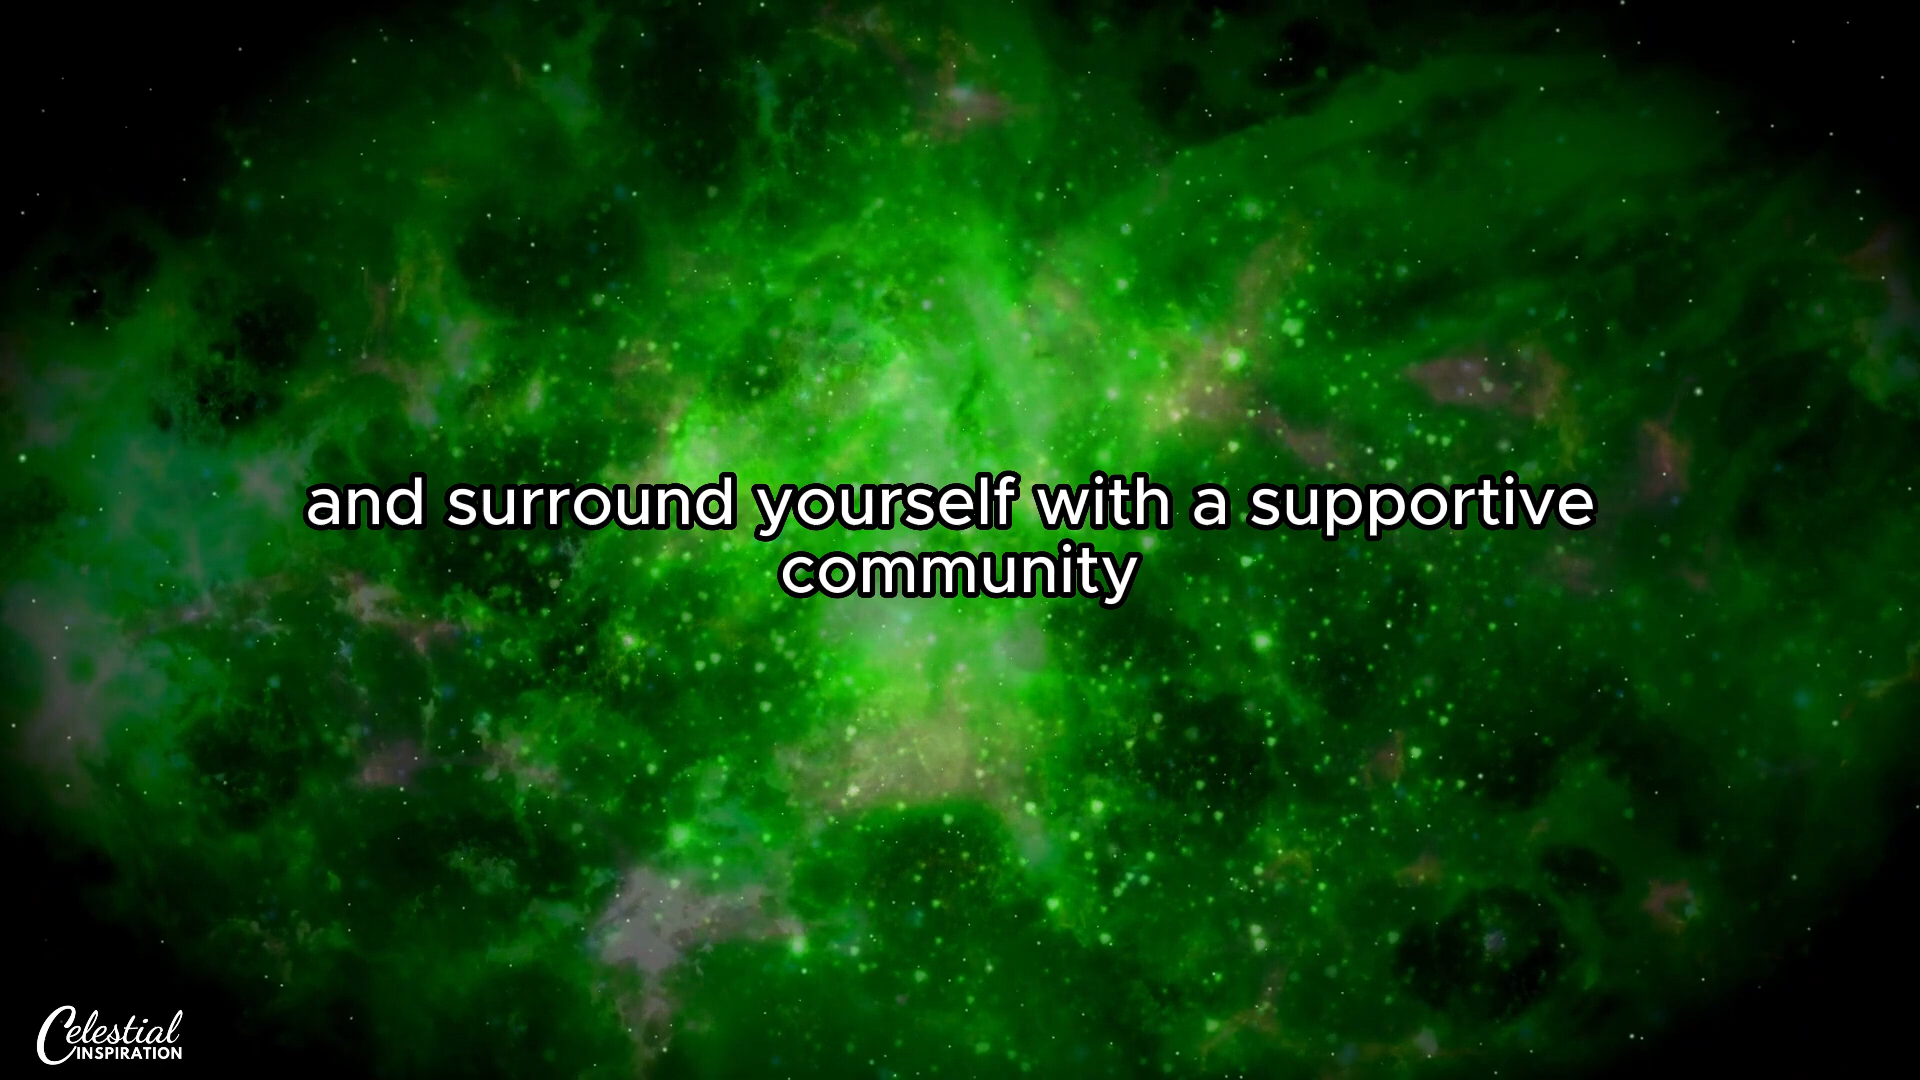 and surround yourself with a supportive
community
Celestial
INSPIRATION